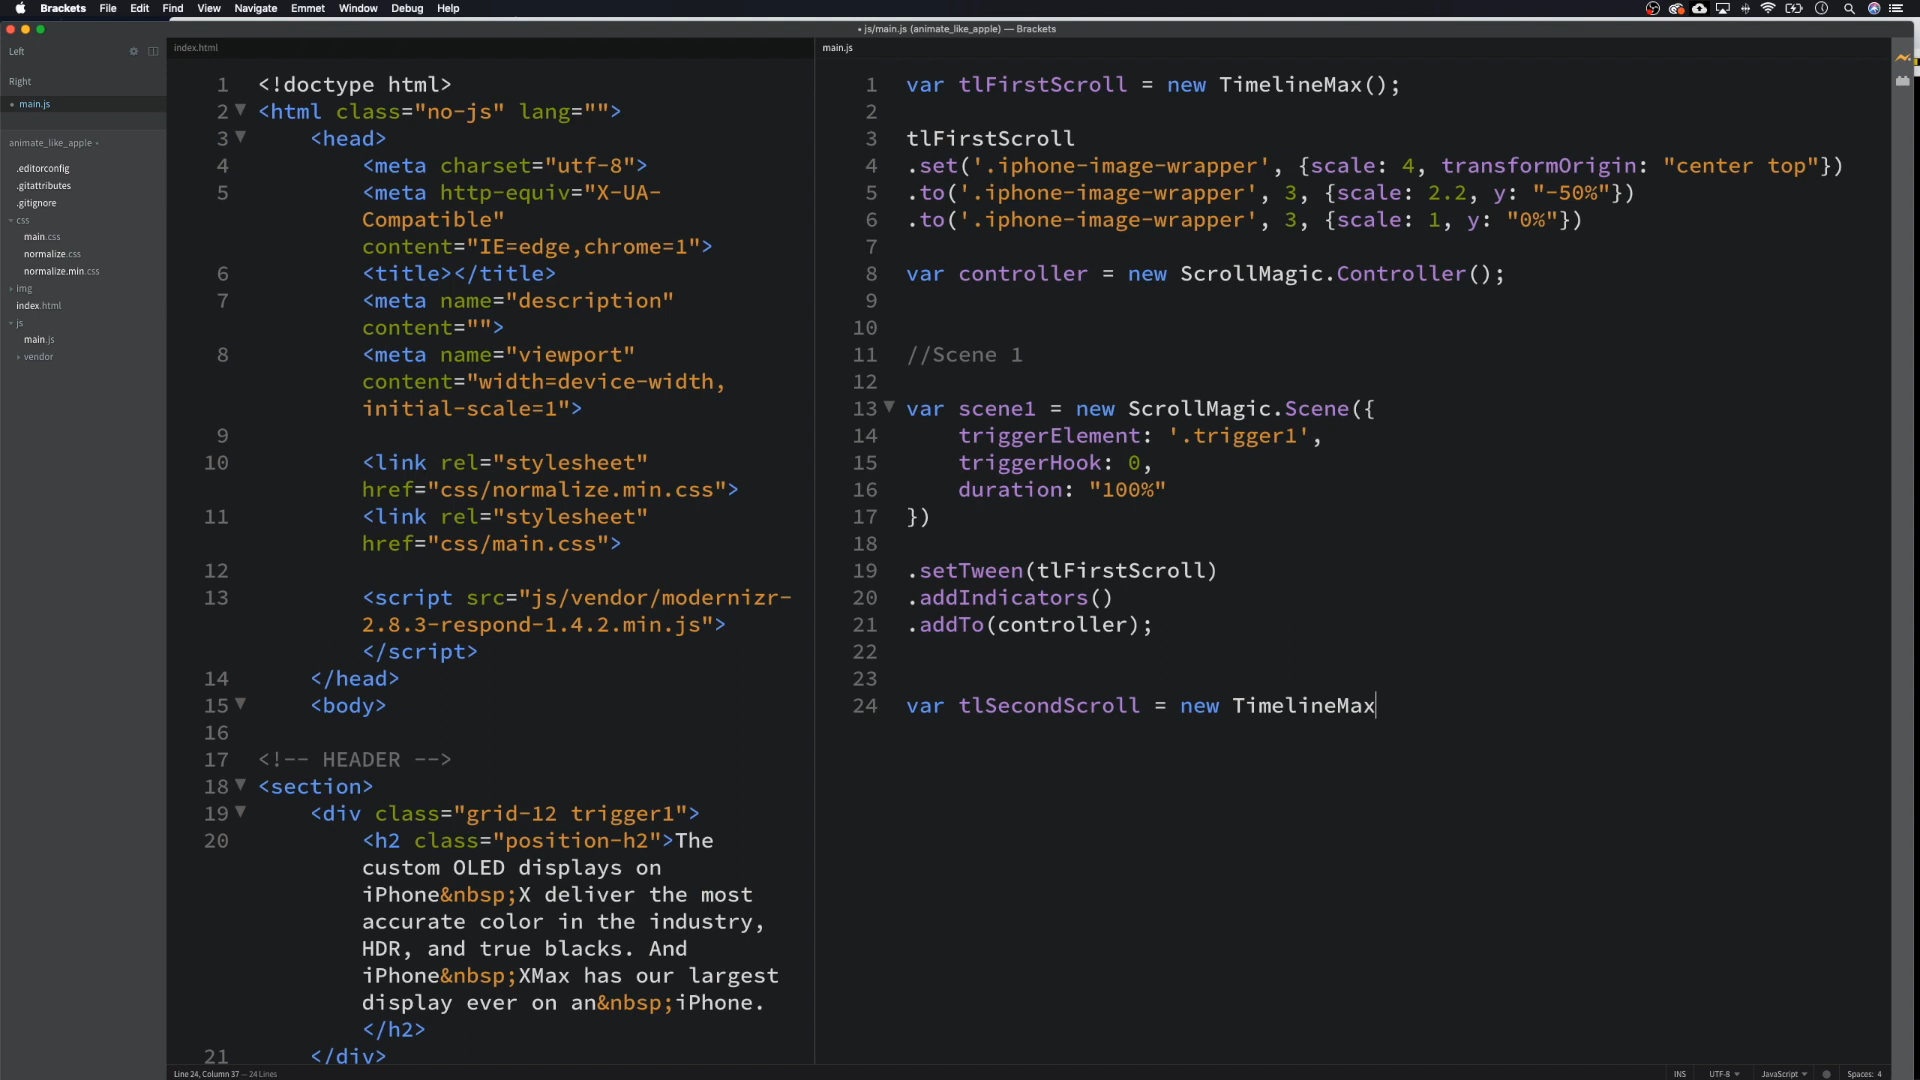 Brackets File Edit Find View Navigate Emmet Window Debug Help
• js/main.js (animate_like_apple) — Brackets
Left
Right
• main.js
animate_like_apple
.editorconfig
.gitattributes
.gitignore
css
main.css
normalize.css
normalize.min.css
img
index.html
js
main.js
vendor
index.html
1 <!doctype html>
2 <html class="no-js" lang="">
3 <head>
4 <meta charset="utf-8">
5 <meta http-equiv="X-UA-
Compatible"
content="IE=edge,chrome=1">
6 <title></title>
7 <meta name="description"
content="">
8 <meta name="viewport"
content="width=device-width,
initial-scale=1">
9
10 <link rel="stylesheet"
href="css/normalize.min.css">
11 <link rel="stylesheet"
href="css/main.css">
12
13 <script src="js/vendor/modernizr-
2.8.3-respond-1.4.2.min.js">
</script>
14 </head>
15 <body>
16
17 <!-- HEADER -->
18 <section>
19 <div class="grid-12 trigger1">
20 <h2 class="position-h2">The
custom OLED displays on
iPhone&nbsp;X deliver the most
accurate color in the industry,
HDR, and true blacks. And
iPhone&nbsp;XMax has our largest
display ever on an&nbsp;iPhone.
</h2>
21 </div>
main.js
1 var tlFirstScroll = new TimelineMax();
2
3 tlFirstScroll
4 .set('.iphone-image-wrapper', {scale: 4, transformOrigin: "center top"})
5 .to('.iphone-image-wrapper', 3, {scale: 2.2, y: "-50%"})
6 .to('.iphone-image-wrapper', 3, {scale: 1, y: "0%"})
7
8 var controller = new ScrollMagic.Controller();
9
10
11 //Scene 1
12
13 var scene1 = new ScrollMagic.Scene({
14 triggerElement: '.trigger1',
15 triggerHook: 0,
16 duration: "100%"
17 })
18
19 .setTween(tlFirstScroll)
20 .addIndicators()
21 .addTo(controller);
22
23
24 var tlSecondScroll = new TimelineMax
Line 24, Column 37 — 24 Lines
INS UTF-8 JavaScript Spaces: 4